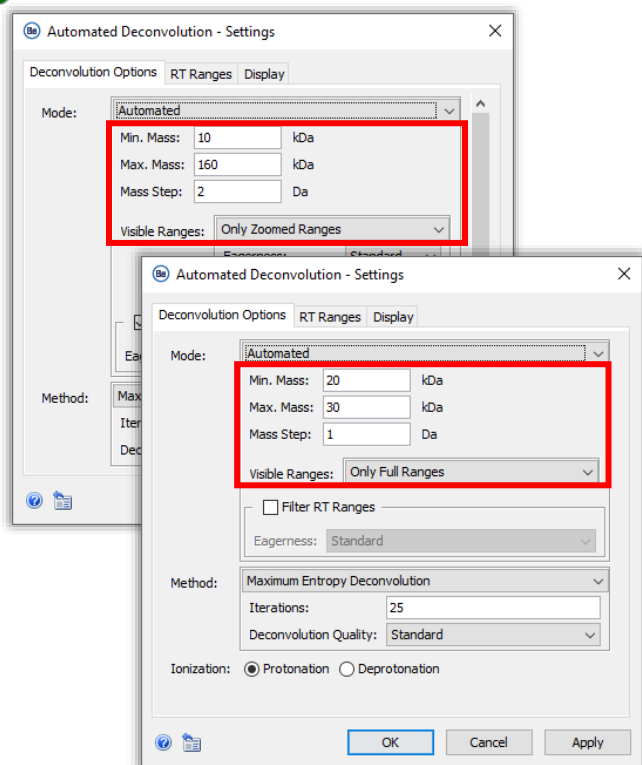 Be Automated Deconvolution - Settings
Deconvolution Options RT Ranges Display
Mode: Automated
Min. Mass: 10 kDa
Max. Mass: 160 kDa
Mass Step: 2 Da
Visible Ranges: Only Zoomed Ranges
Eagerness: Standard
Method:
Be Automated Deconvolution - Settings
Deconvolution Options RT Ranges Display
Mode: Automated
Min. Mass: 20 kDa
Max. Mass: 30 kDa
Mass Step: 1 Da
Visible Ranges: Only Full Ranges
Filter RT Ranges
Eagerness: Standard
Method: Maximum Entropy Deconvolution
Iterations: 25
Deconvolution Quality: Standard
Ionization: Protonation Deprotonation
OK Cancel Apply